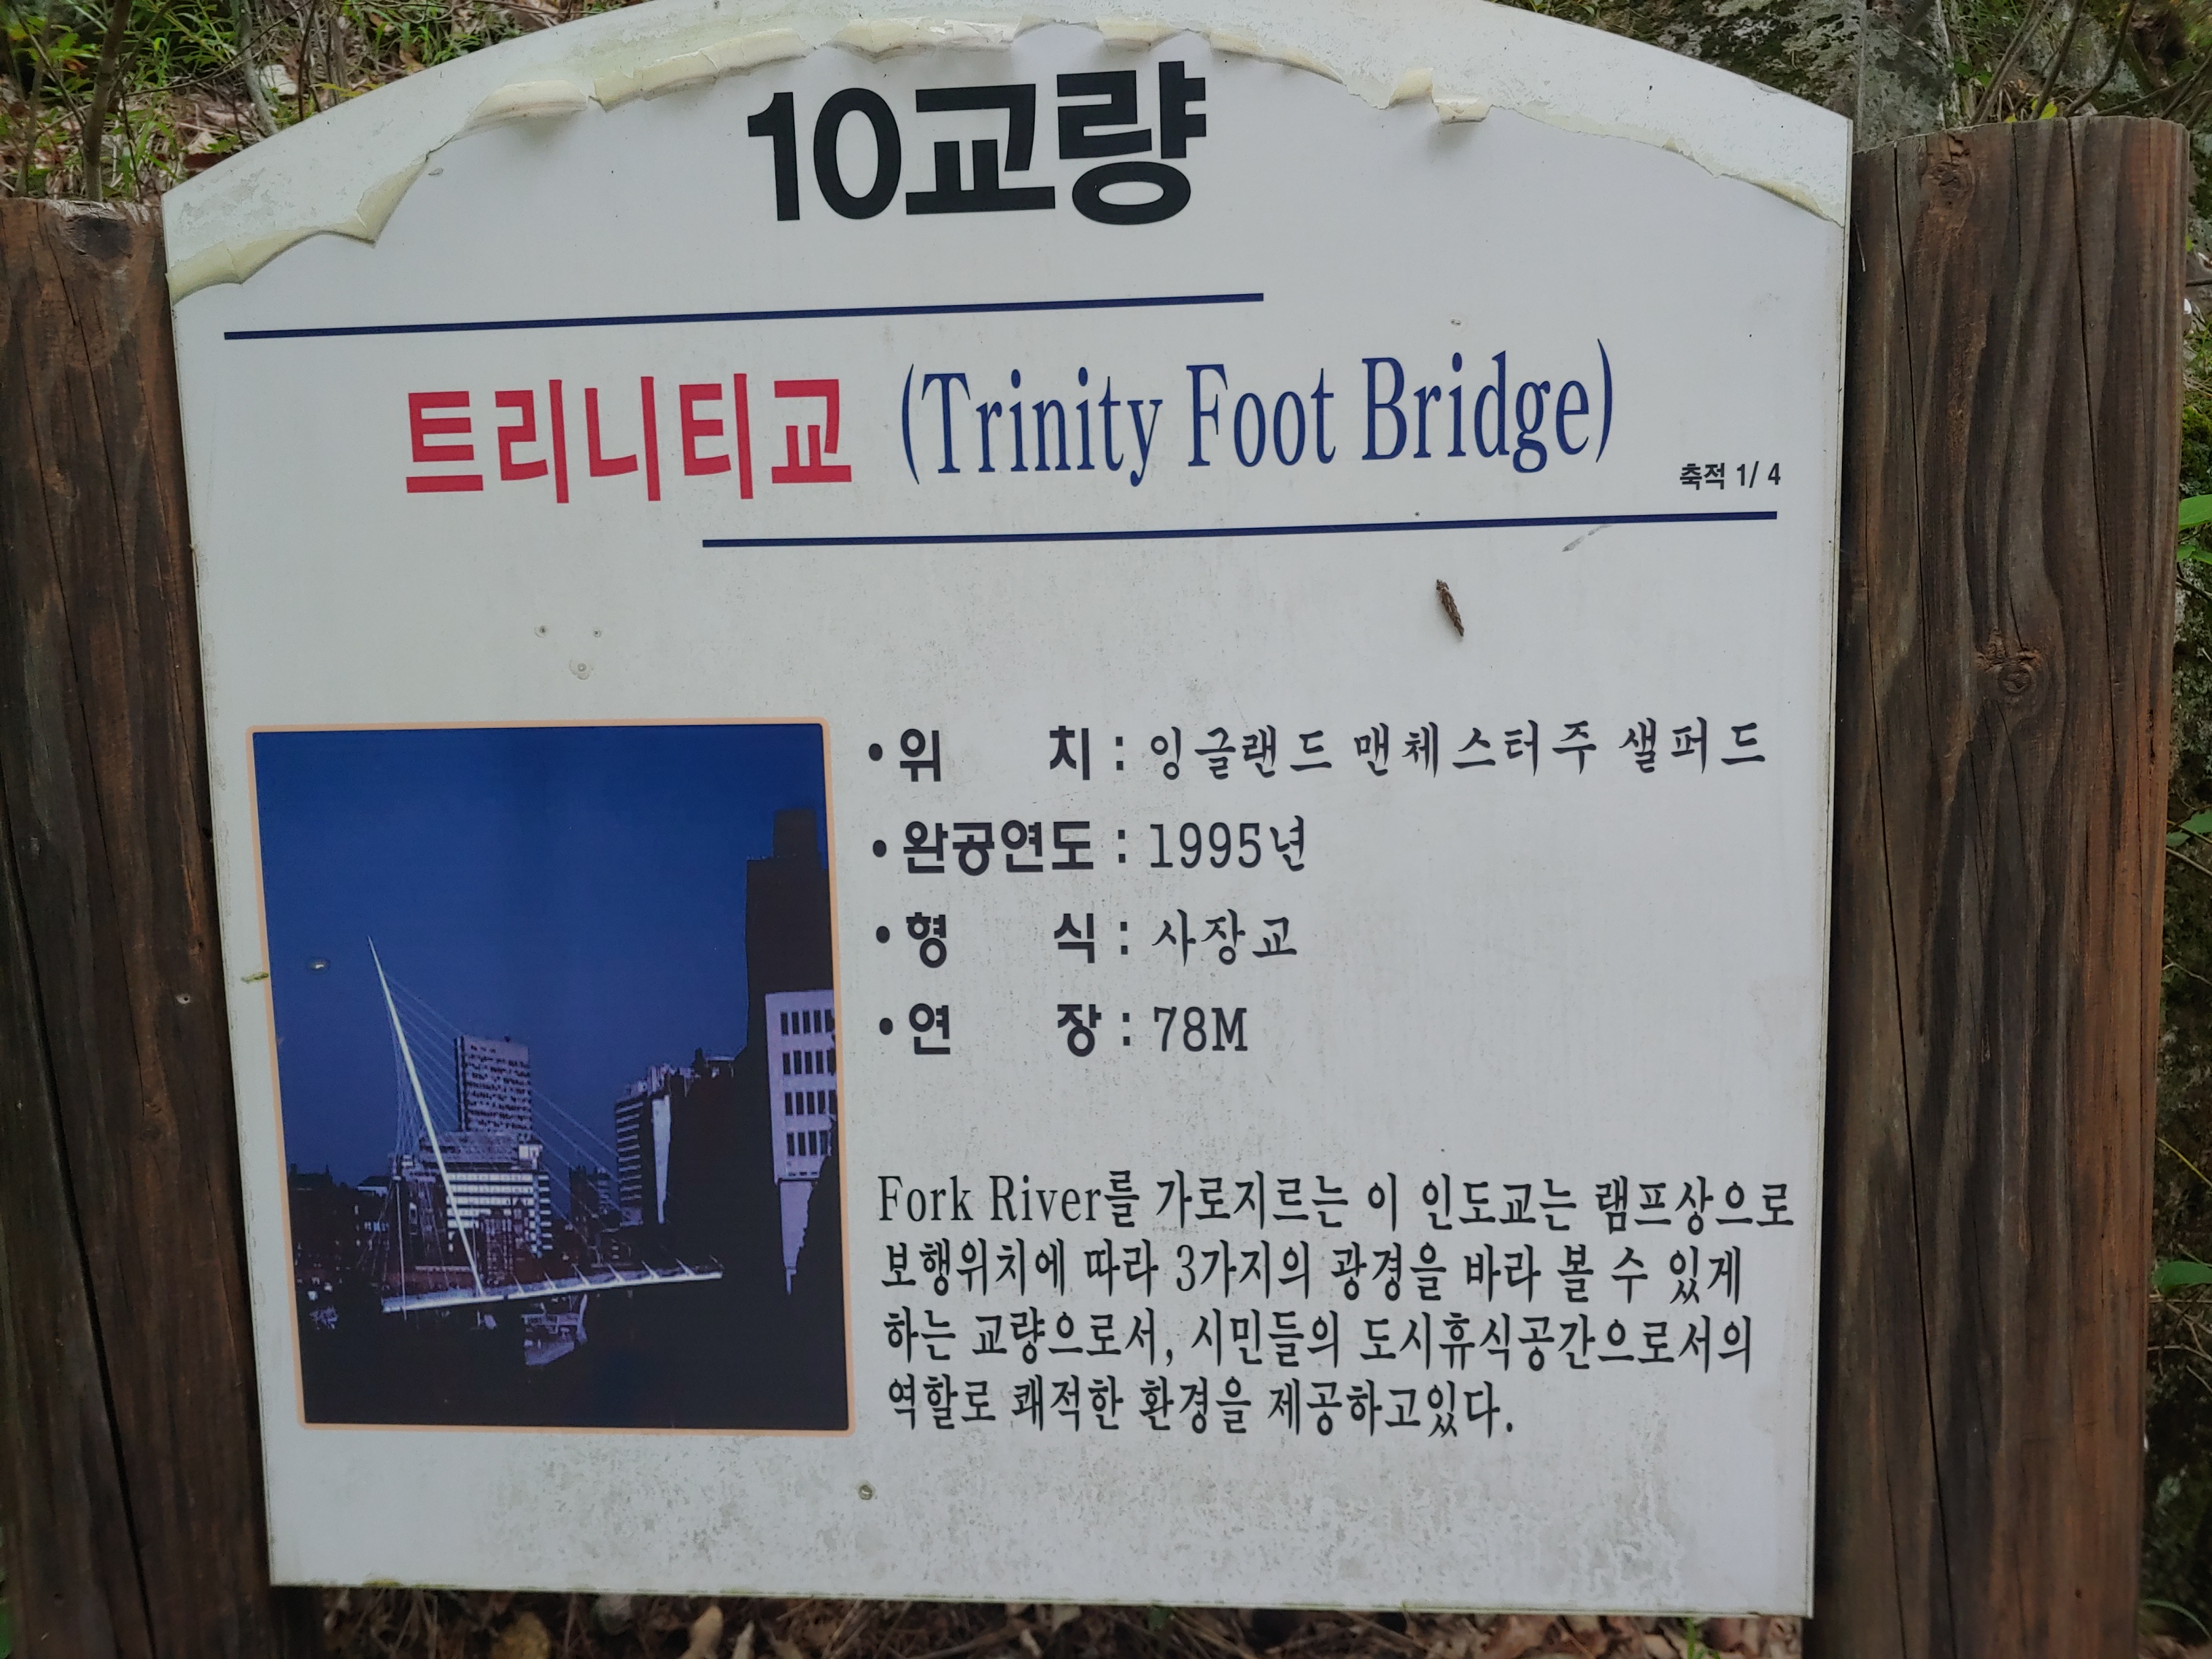 10교량
트리니티교 (Trinity Foot Bridge)
축적 1/ 4
• 위 치 : 잉글랜드 맨체스터주 샐퍼드
• 완공연도 : 1995년
• 형 식 : 사장교
• 연 장 : 78M
Fork River를 가로지르는 이 인도교는 램프상으로
보행위치에 따라 3가지의 광경을 바라 볼 수 있게
하는 교량으로서, 시민들의 도시휴식공간으로서의
역할로 쾌적한 환경을 제공하고있다.